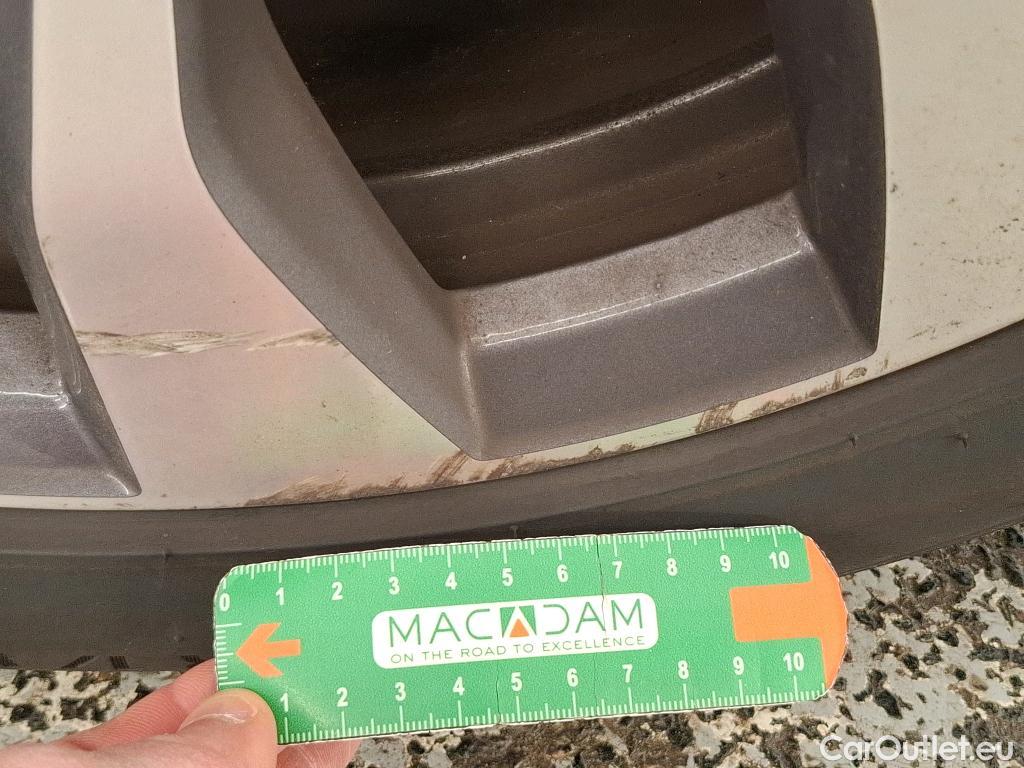 0 1 2 3 4 5 6 7 8 9 10
MACADAM
ON THE ROAD TO EXCELLENCE
1 2 3 4 5 6 7 8 9 10
CarOutlet.eu